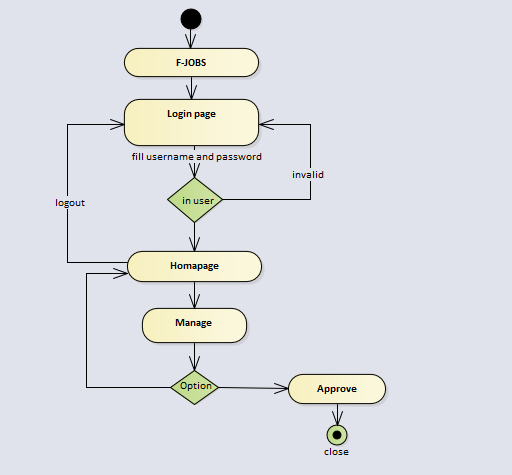 F-JOBS
Login page
fill username and password
invalid
in user
logout
Homapage
Manage
Option
Approve
close